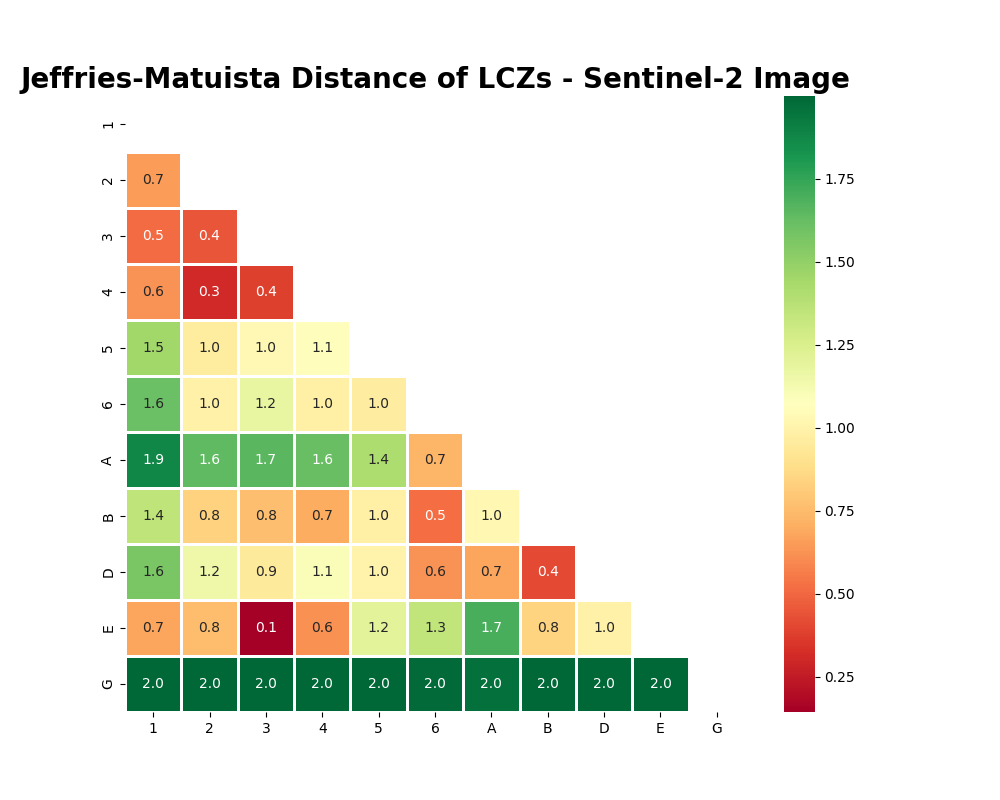 Jeffries-Matuista Distance of LCZs - Sentinel-2 Image
1
2 0.7
3 0.5 0.4
4 0.6 0.3 0.4
5 1.5 1.0 1.0 1.1
6 1.6 1.0 1.2 1.0 1.0
A 1.9 1.6 1.7 1.6 1.4 0.7
B 1.4 0.8 0.8 0.7 1.0 0.5 1.0
D 1.6 1.2 0.9 1.1 1.0 0.6 0.7 0.4
E 0.7 0.8 0.1 0.6 1.2 1.3 1.7 0.8 1.0
G 2.0 2.0 2.0 2.0 2.0 2.0 2.0 2.0 2.0 2.0
1 2 3 4 5 6 A B D E G
1.75
1.50
1.25
1.00
0.75
0.50
0.25